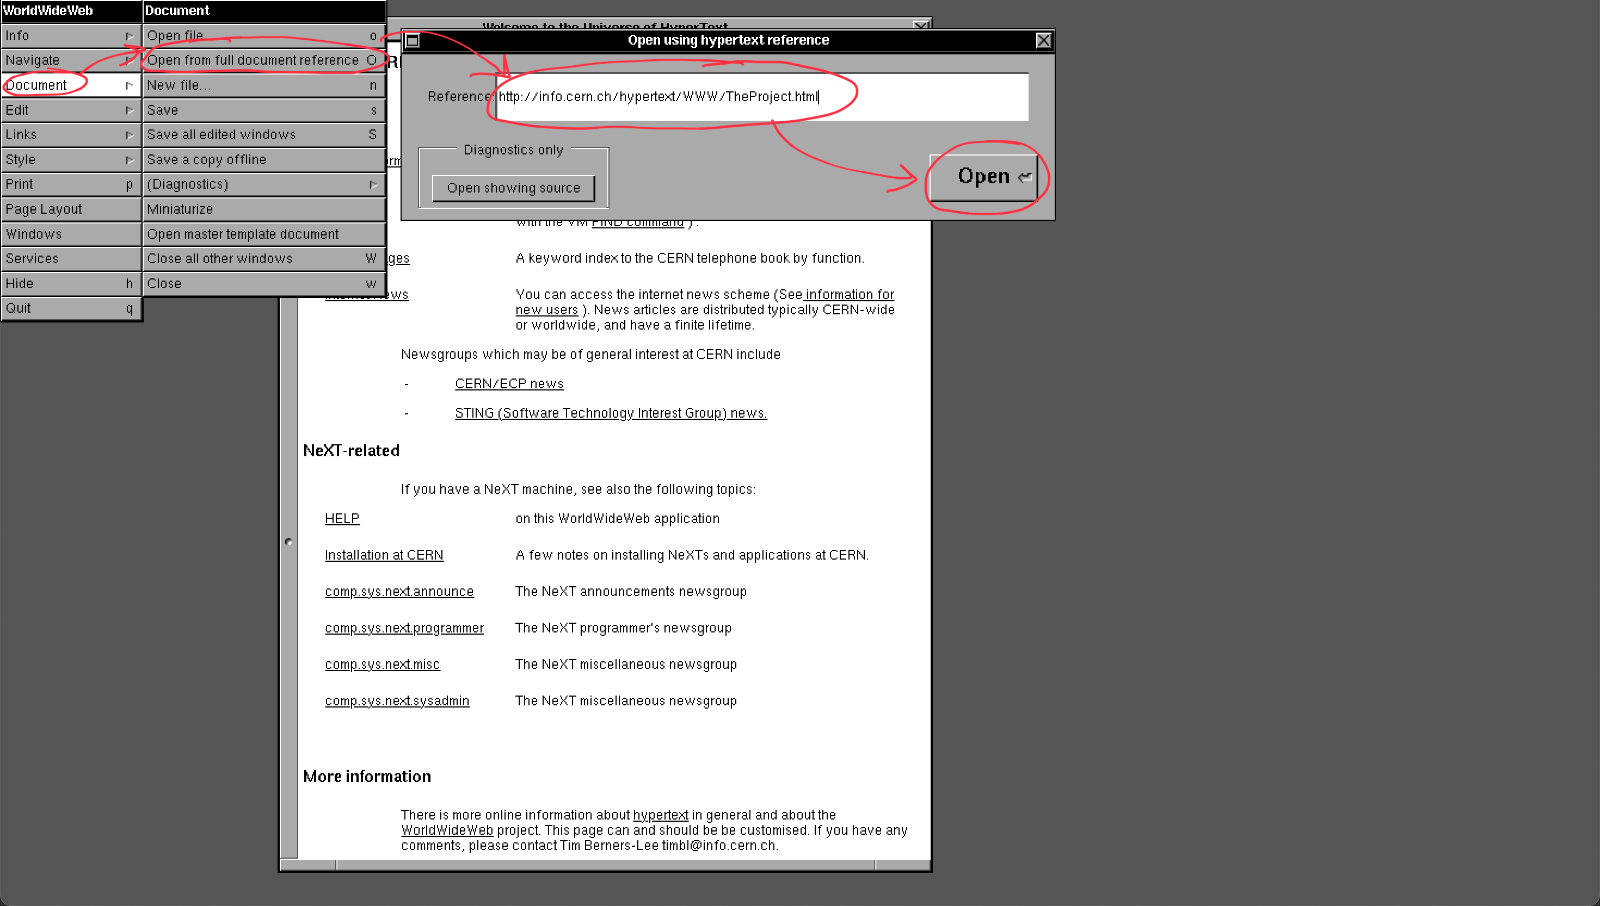 WorldWideWeb
Info
Navigate
Document
Edit
Links
Style
Print p
Page Layout
Windows
Services
Hide h
Quit q
Document
Open file o
Open from full document reference O
New file... n
Save s
Save all edited windows S
Save a copy offline
(Diagnostics)
Miniaturize
Open master template document
Close all other windows W
Close w
Welcome to the Universe of HyperText
Open using hypertext reference
Reference: http://info.cern.ch/hypertext/WWW/TheProject.html
Diagnostics only
Open showing source
Open
with the VM FIND command ) .
A keyword index to the CERN telephone book by function.
You can access the internet news scheme (See information for
new users ). News articles are distributed typically CERN-wide
or worldwide, and have a finite lifetime.
Newsgroups which may be of general interest at CERN include
- CERN/ECP news
- STING (Software Technology Interest Group) news.
NeXT-related
If you have a NeXT machine, see also the following topics:
HELP on this WorldWideWeb application
Installation at CERN A few notes on installing NeXTs and applications at CERN.
comp.sys.next.announce The NeXT announcements newsgroup
comp.sys.next.programmer The NeXT programmer's newsgroup
comp.sys.next.misc The NeXT miscellaneous newsgroup
comp.sys.next.sysadmin The NeXT miscellaneous newsgroup
More information
There is more online information about hypertext in general and about the
WorldWideWeb project. This page can and should be be customised. If you have any
comments, please contact Tim Berners-Lee timbl@info.cern.ch.